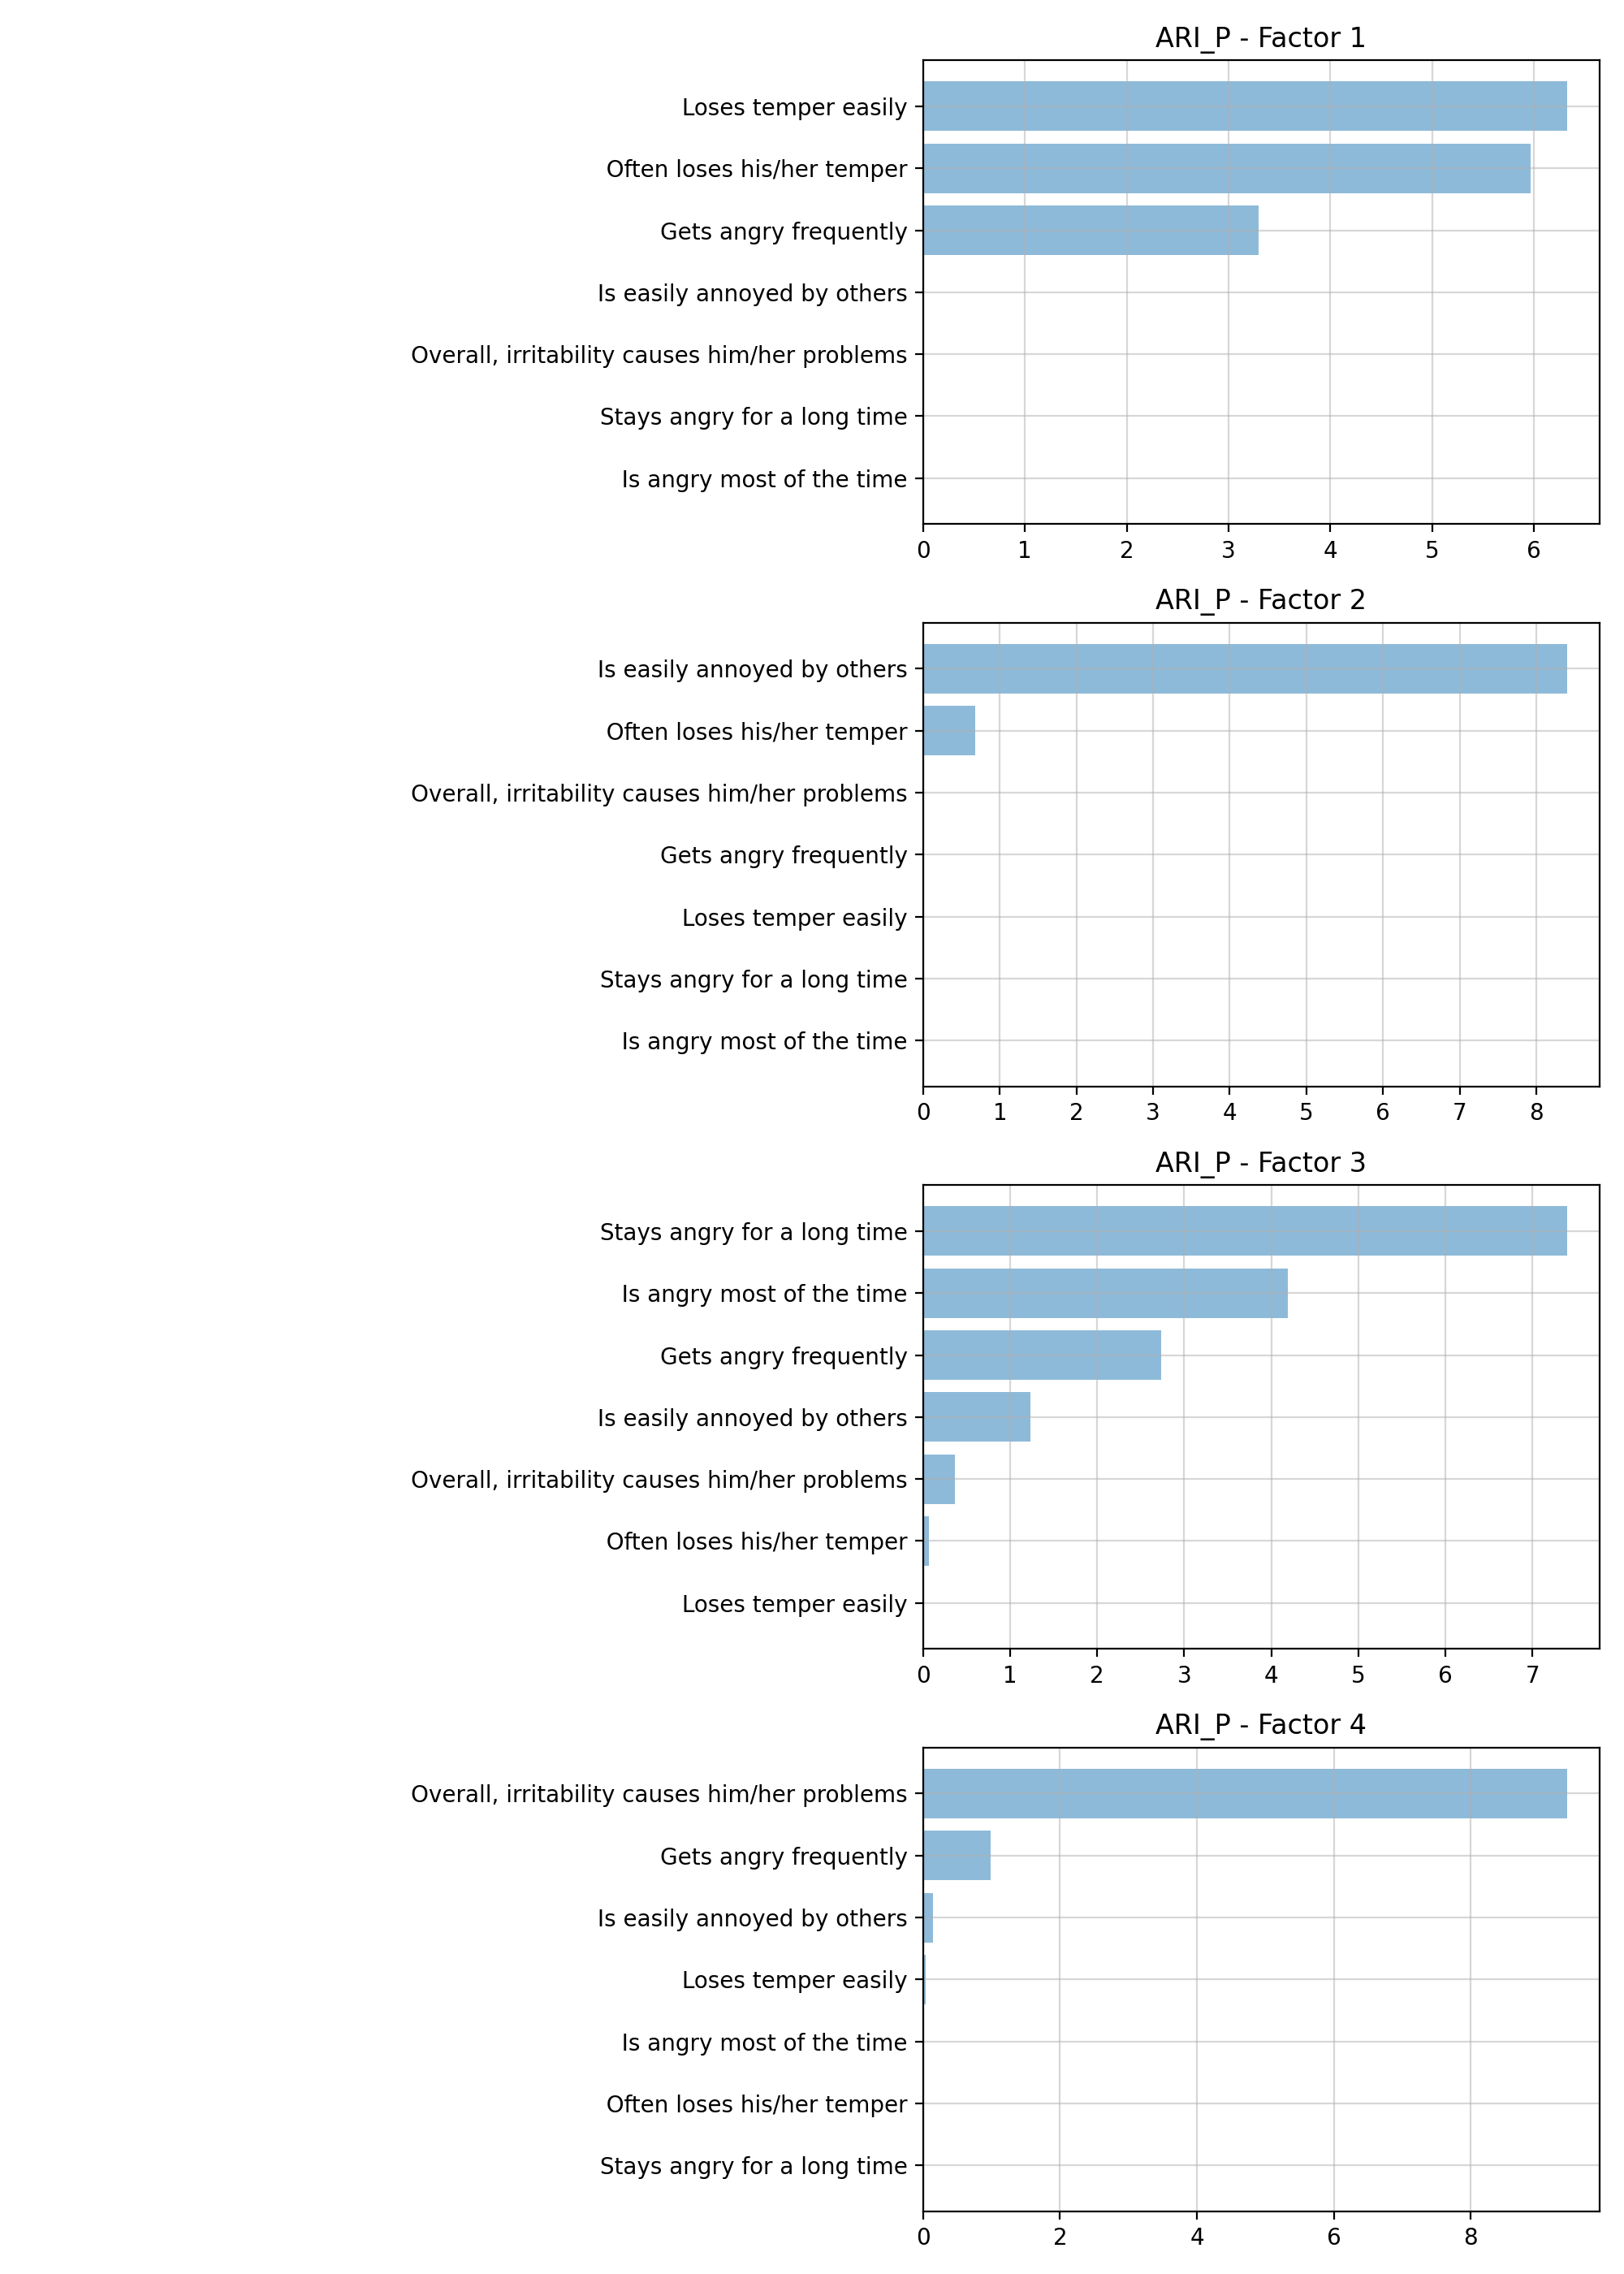 ARI_P - Factor 1
Loses temper easily
Often loses his/her temper
Gets angry frequently
Is easily annoyed by others
Overall, irritability causes him/her problems
Stays angry for a long time
Is angry most of the time
0 1 2 3 4 5 6
ARI_P - Factor 2
Is easily annoyed by others
Often loses his/her temper
Overall, irritability causes him/her problems
Gets angry frequently
Loses temper easily
Stays angry for a long time
Is angry most of the time
0 1 2 3 4 5 6 7 8
ARI_P - Factor 3
Stays angry for a long time
Is angry most of the time
Gets angry frequently
Is easily annoyed by others
Overall, irritability causes him/her problems
Often loses his/her temper
Loses temper easily
0 1 2 3 4 5 6 7
ARI_P - Factor 4
Overall, irritability causes him/her problems
Gets angry frequently
Is easily annoyed by others
Loses temper easily
Is angry most of the time
Often loses his/her temper
Stays angry for a long time
0 2 4 6 8